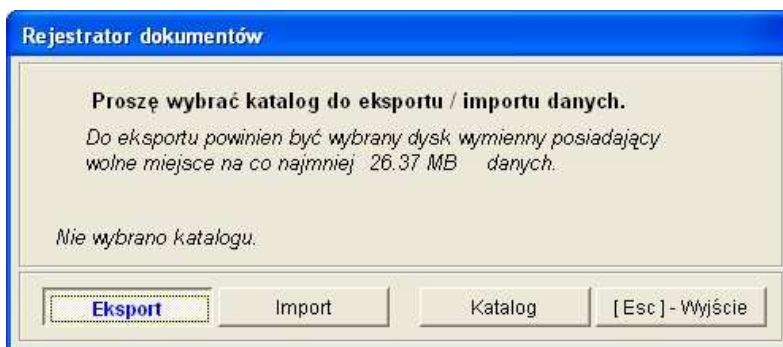 Rejestrator dokumentów
Proszę wybrać katalog do eksportu / importu danych.
Do eksportu powinien być wybrany dysk wymienny posiadający
wolne miejsce na co najmniej 26.37 MB danych.
Nie wybrano katalogu.
Eksport Import Katalog [ Esc ] - Wyjście